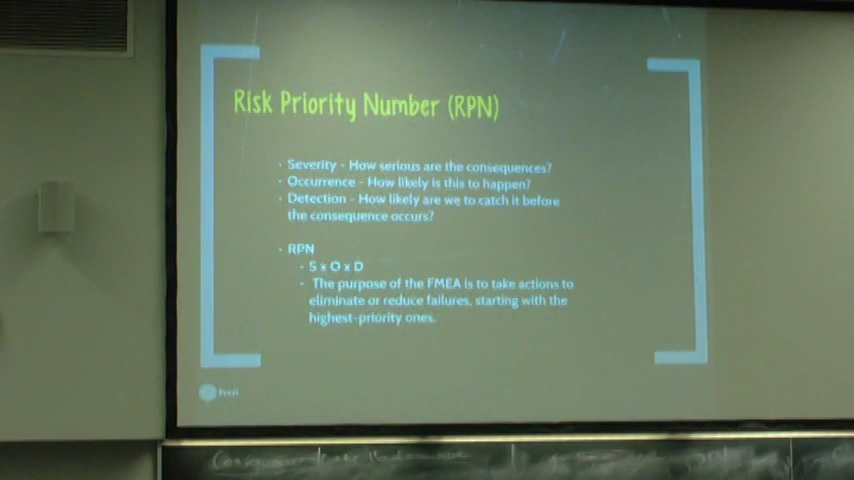 Risk Priority Number (RPN)
· Severity - How serious are the consequences?
· Occurrence - How likely is this to happen?
· Detection - How likely are we to catch it before
the consequence occurs?
· RPN
· S x O x D
· The purpose of the FMEA is to take actions to
eliminate or reduce failures, starting with the
highest-priority ones.
Prezi